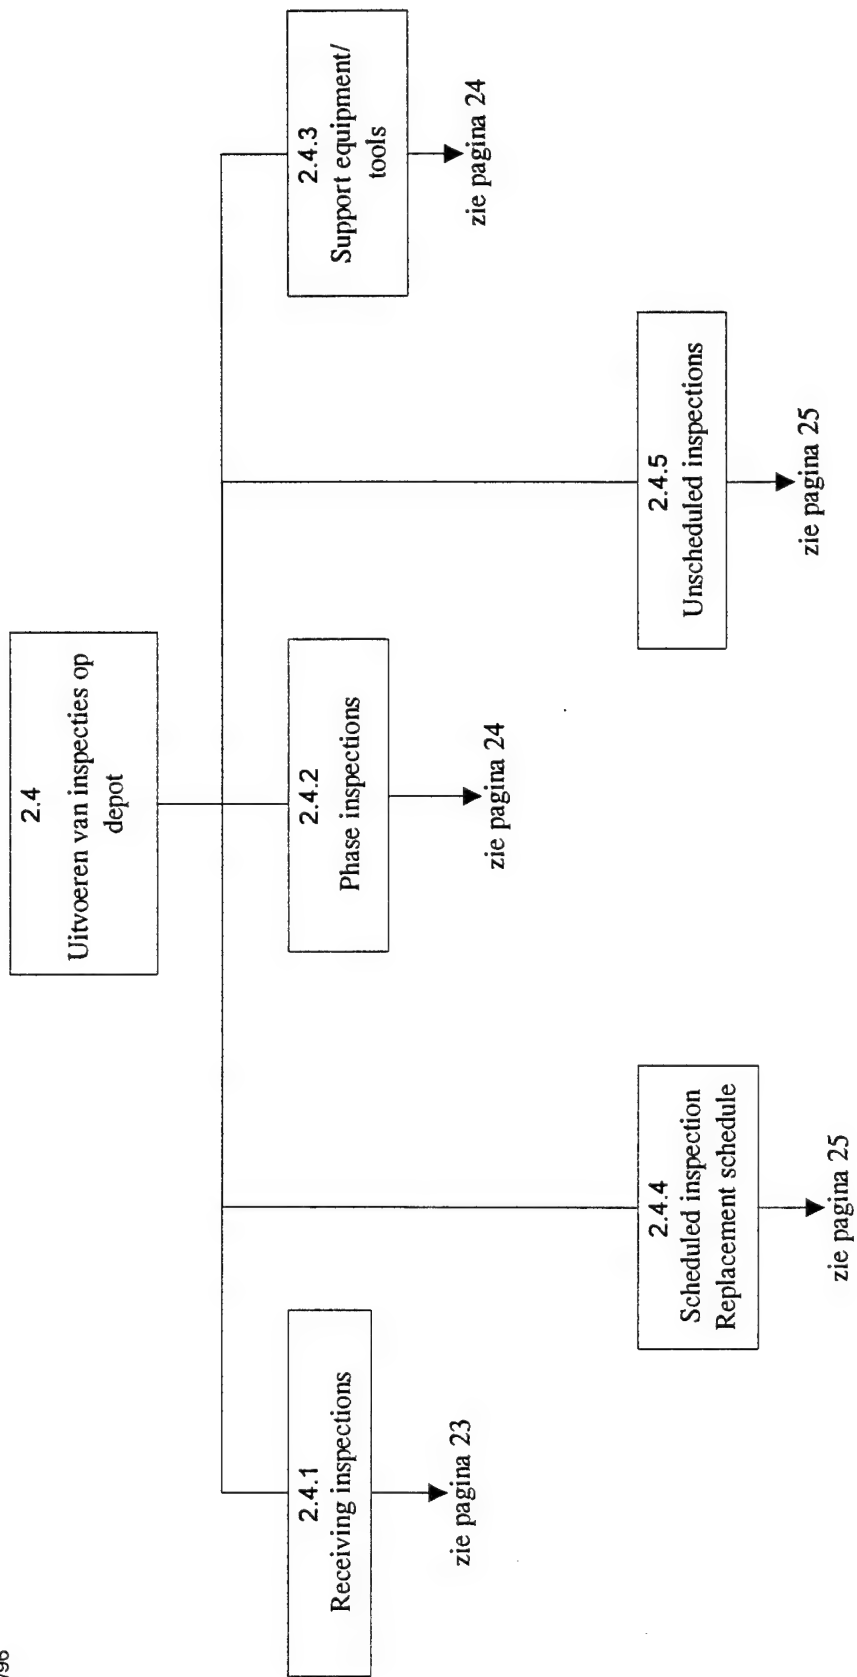 2.4
Uitvoeren van inspecties op
depot
2.4.1
Receiving inspections
zie pagina 23
2.4.2
Phase inspections
zie pagina 24
2.4.3
Support equipment/
tools
zie pagina 24
2.4.4
Scheduled inspection
Replacement schedule
zie pagina 25
2.4.5
Unscheduled inspections
zie pagina 25